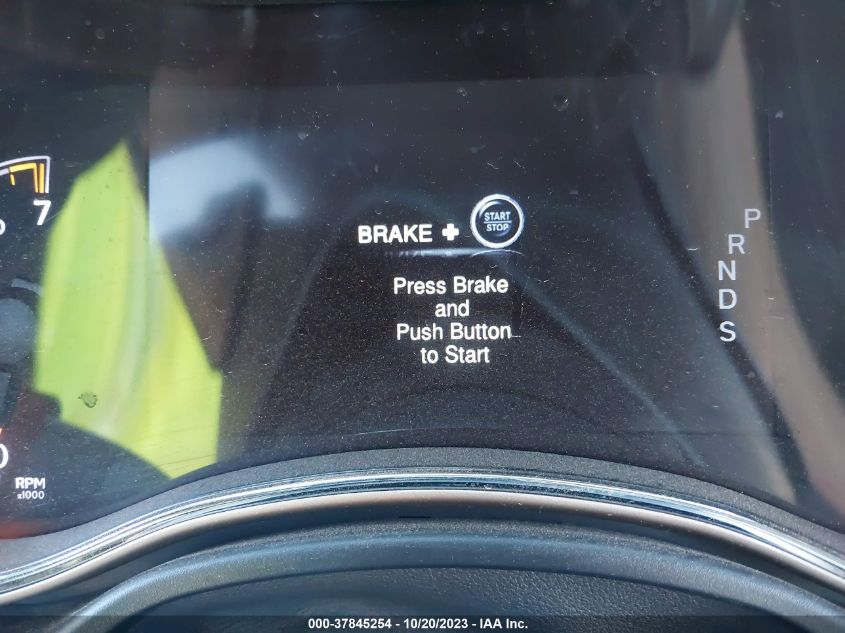 7
BRAKE + START STOP
Press Brake
and
Push Button
to Start
P
R
N
D
S
0
RPM
x1000
000-37845254 - 10/20/2023 - IAA Inc.